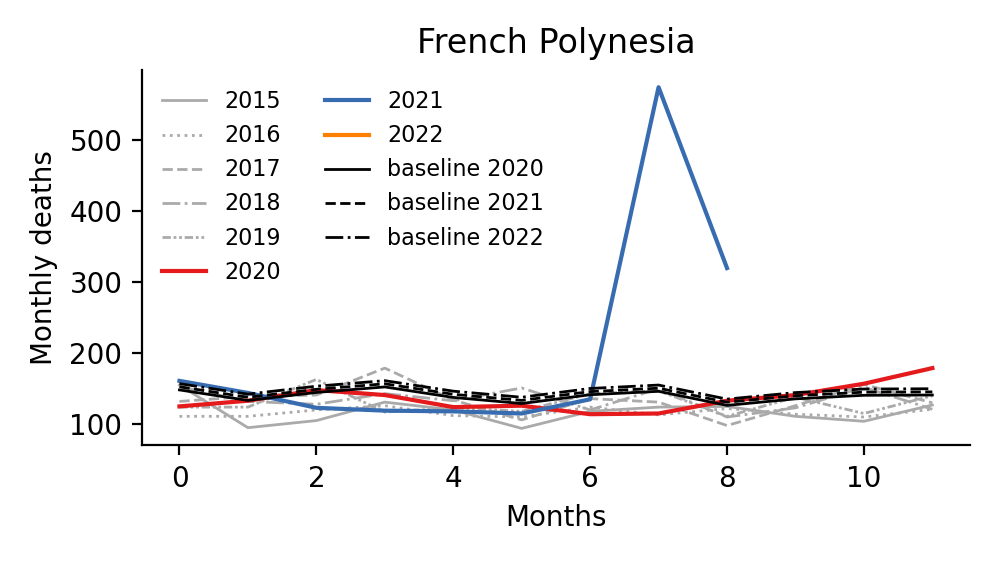 French Polynesia
Monthly deaths
500
400
300
200
100
2015
2016
2017
2018
2019
2020
2021
2022
baseline 2020
baseline 2021
baseline 2022
0 2 4 6 8 10
Months